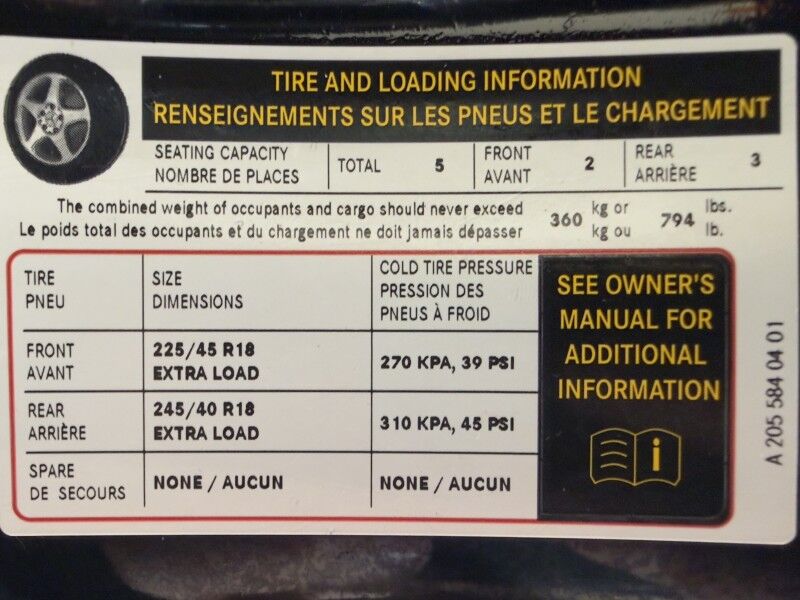 TIRE AND LOADING INFORMATION
RENSEIGNEMENTS SUR LES PNEUS ET LE CHARGEMENT
SEATING CAPACITY
NOMBRE DE PLACES
TOTAL 5
FRONT
AVANT
2
REAR
ARRIÈRE
3
The combined weight of occupants and cargo should never exceed
Le poids total des occupants et du chargement ne doit jamais dépasser
360
kg or
kg ou
794
lbs.
lb.
TIRE
PNEU
SIZE
DIMENSIONS
COLD TIRE PRESSURE
PRESSION DES
PNEUS À FROID
FRONT
AVANT
225/45 R18
EXTRA LOAD
270 KPA, 39 PSI
REAR
ARRIÈRE
245/40 R18
EXTRA LOAD
310 KPA, 45 PSI
SPARE
DE SECOURS
NONE / AUCUN
NONE / AUCUN
SEE OWNER'S
MANUAL FOR
ADDITIONAL
INFORMATION
i
A 205 584 04 01